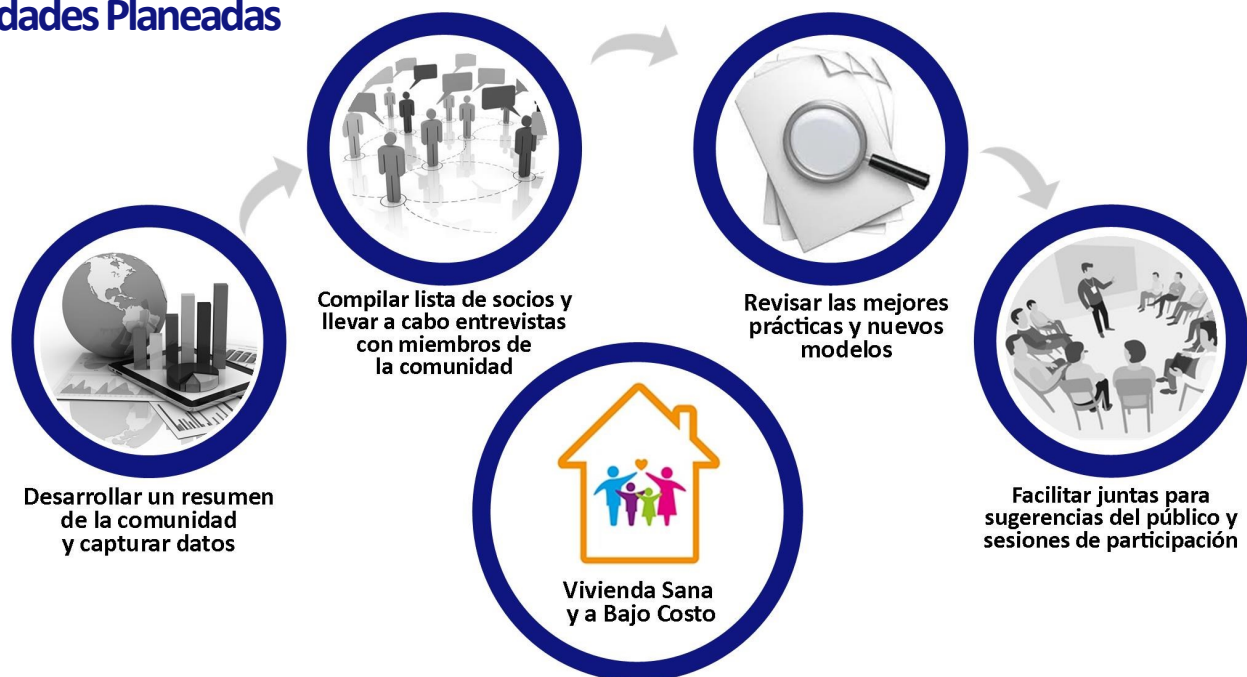 dades Planeadas
Compilar lista de socios y
llevar a cabo entrevistas
con miembros de
la comunidad
Revisar las mejores
prácticas y nuevos
modelos
Desarrollar un resumen
de la comunidad
y capturar datos
Facilitar juntas para
sugerencias del público y
sesiones de participación
Vivienda Sana
y a Bajo Costo